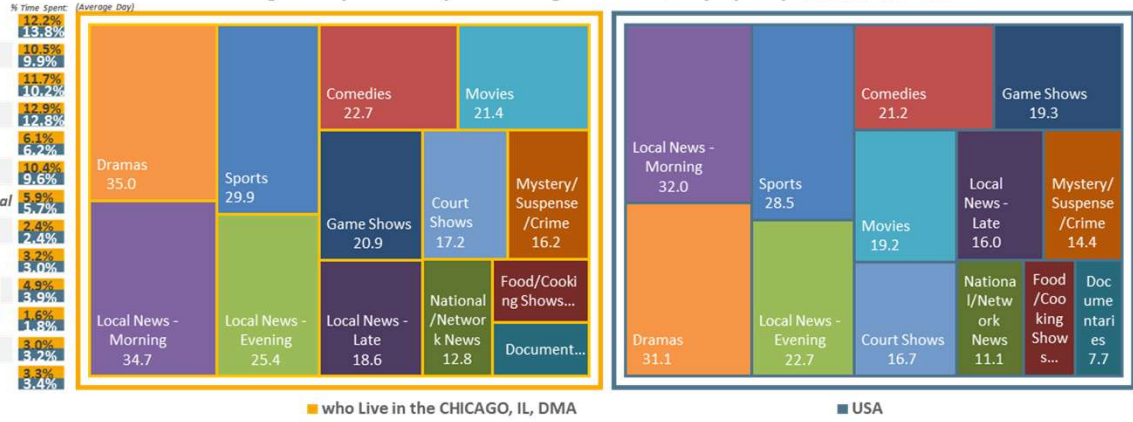 % Time Spent: (Average Day)
12.2%
13.8%
10.5%
9.9%
11.7%
10.2%
12.9%
12.8%
6.1%
6.2%
10.4%
9.6%
al
5.9%
5.7%
2.4%
2.4%
3.2%
3.0%
4.9%
3.9%
1.6%
1.8%
3.0%
3.2%
3.3%
3.4%
Dramas
35.0
Local News -
Morning
34.7
Sports
29.9
Local News -
Evening
25.4
Comedies
22.7
Movies
21.4
Game Shows
20.9
Court
Shows
17.2
Mystery/
Suspense
/Crime
16.2
Local News -
Late
18.6
National
/Networ
k News
12.8
Food/Cooki
ng Shows...
Document...
Local News -
Morning
32.0
Dramas
31.1
Sports
28.5
Local News -
Evening
22.7
Comedies
21.2
Game Shows
19.3
Movies
19.2
Local
News -
Late
16.0
Mystery/
Suspense
/Crime
14.4
Court Shows
16.7
Nationa
l/Netw
ork
News
11.1
Food
/Coo
king
Show
s...
Doc
ume
ntari
es
7.7
who Live in the CHICAGO, IL, DMA
USA